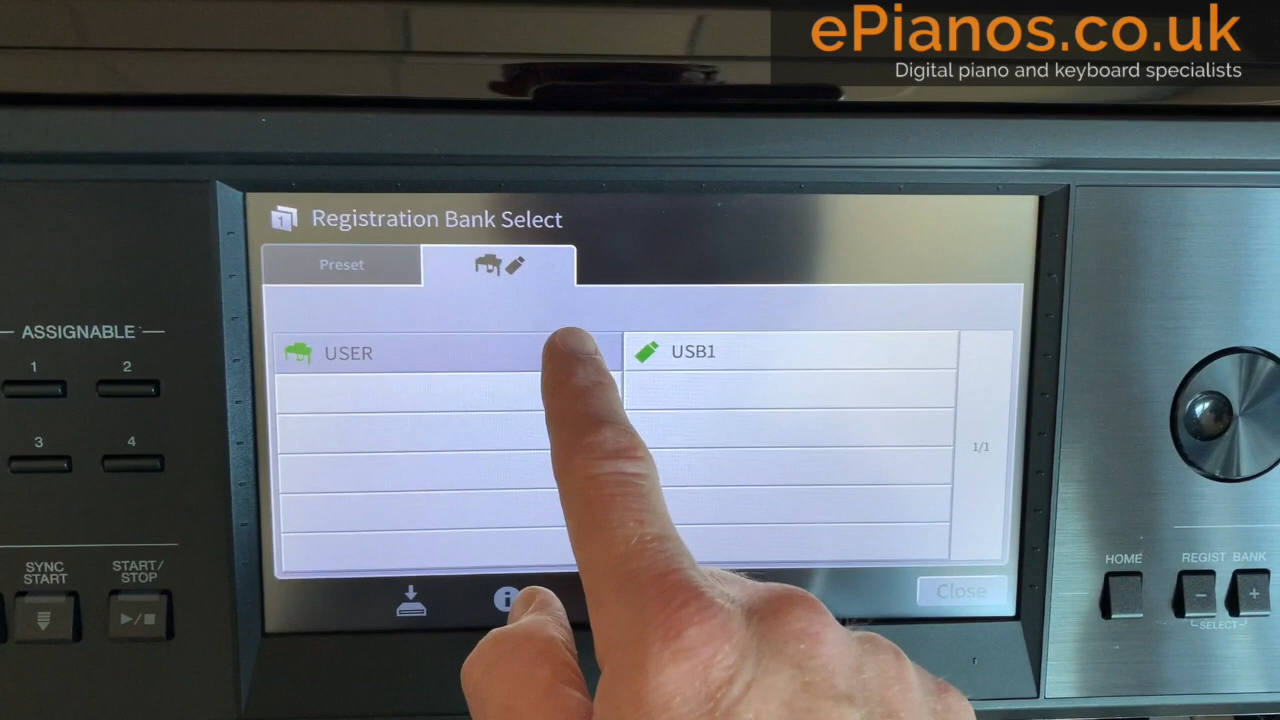 ePianos.co.uk
Digital piano and keyboard specialists
1 Registration Bank Select
Preset
USER
USB1
1/1
Close
ASSIGNABLE
1 2
3 4
SYNC START
START/STOP
HOME
REGIST BANK
− +
SELECT